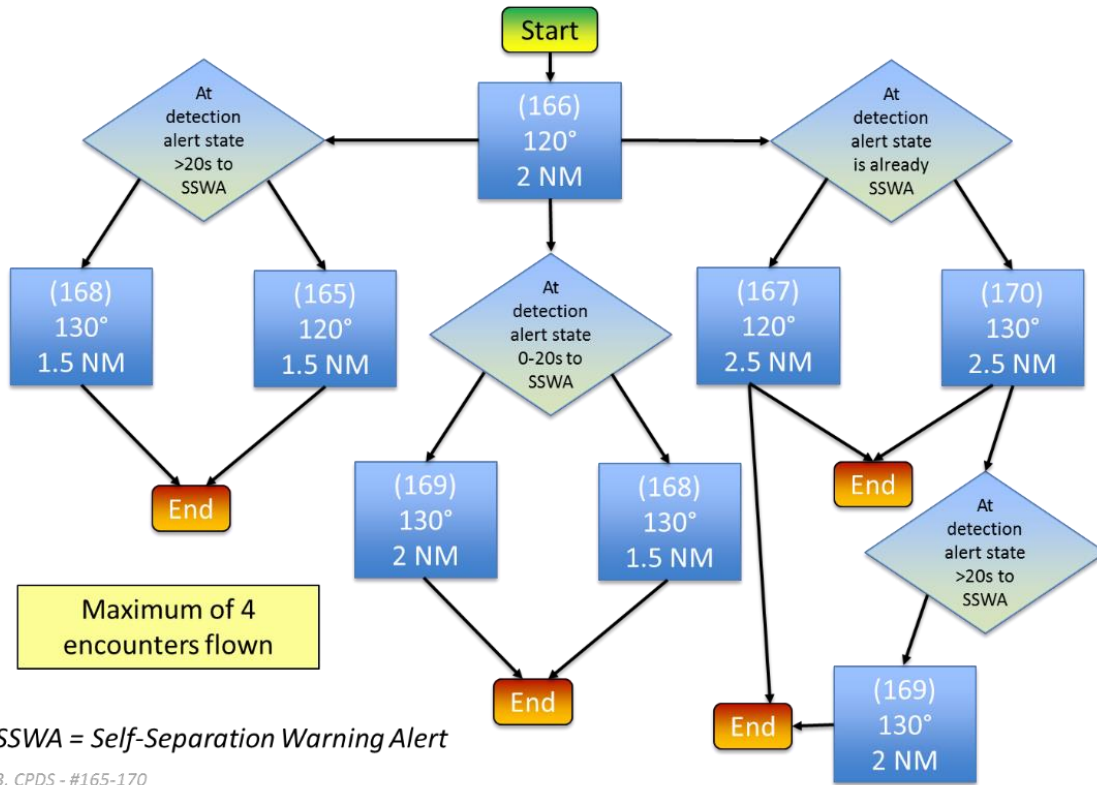 Start
At
detection
alert state
>20s to
SSWA
(166)
120°
2 NM
At
detection
alert state
is already
SSWA
(168)
130°
1.5 NM
(165)
120°
1.5 NM
At
detection
alert state
0-20s to
SSWA
(167)
120°
2.5 NM
(170)
130°
2.5 NM
End
(169)
130°
2 NM
(168)
130°
1.5 NM
End
At
detection
alert state
>20s to
SSWA
Maximum of 4
encounters flown
End
End
(169)
130°
2 NM
SSWA = Self-Separation Warning Alert
3. CPDS - #165-170